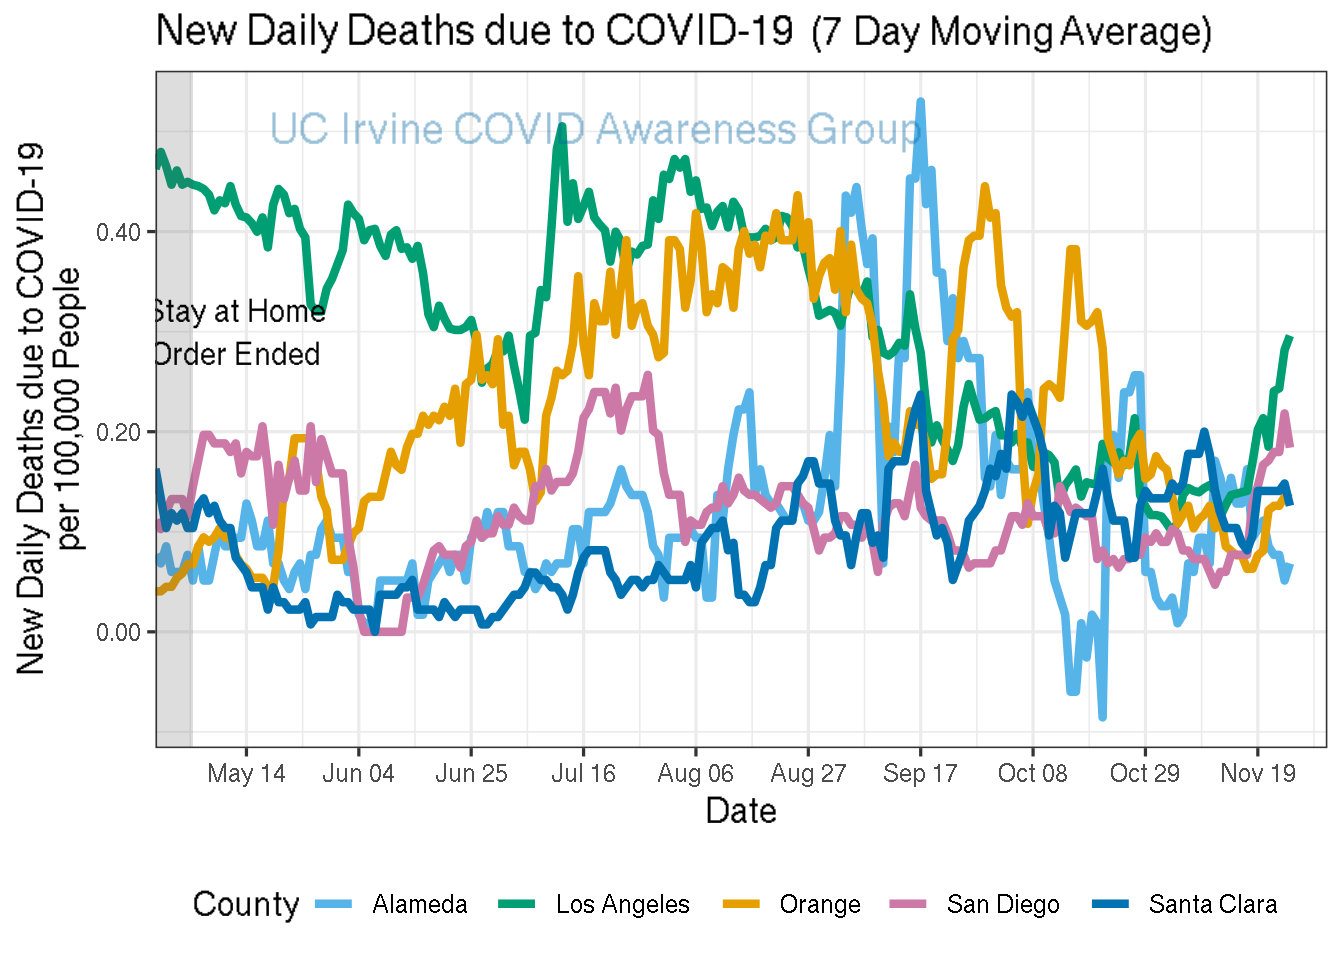 New Daily Deaths due to COVID-19 (7 Day Moving Average)
UC Irvine COVID Awareness Group
New Daily Deaths due to COVID-19
per 100,000 People
0.40
0.20
0.00
Stay at Home
Order Ended
May 14 Jun 04 Jun 25 Jul 16 Aug 06 Aug 27 Sep 17 Oct 08 Oct 29 Nov 19
Date
County Alameda Los Angeles Orange San Diego Santa Clara